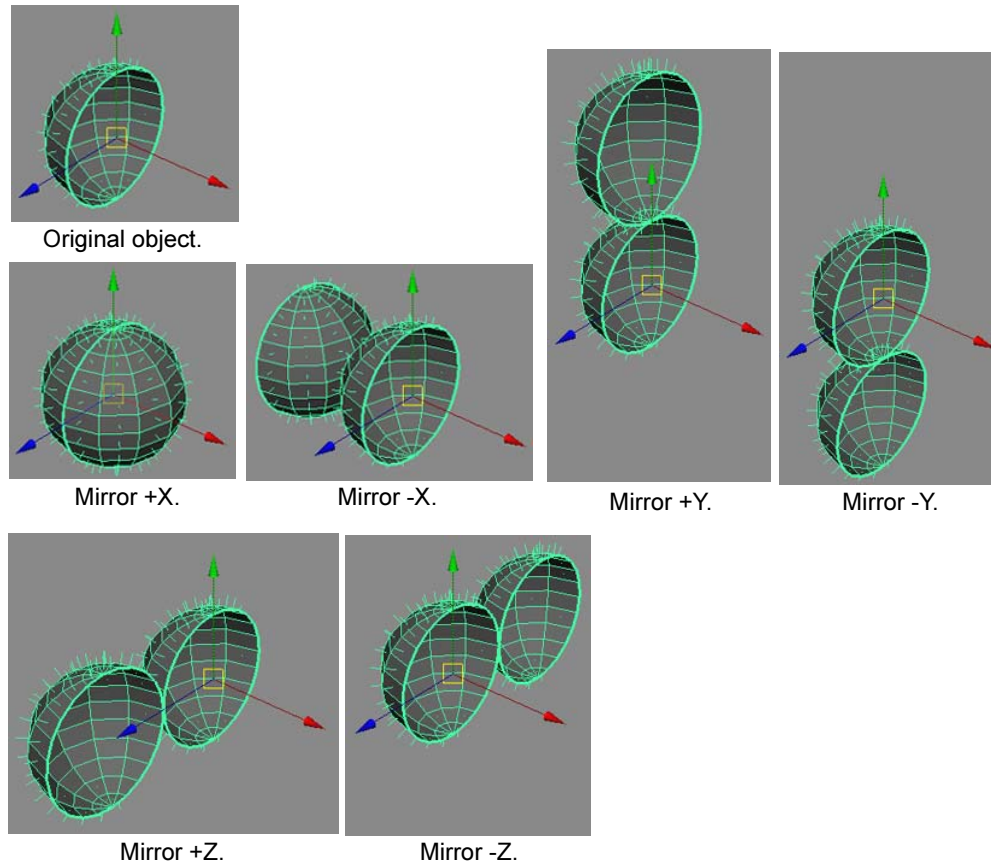 Original object.
Mirror +X.
Mirror -X.
Mirror +Y.
Mirror -Y.
Mirror +Z.
Mirror -Z.